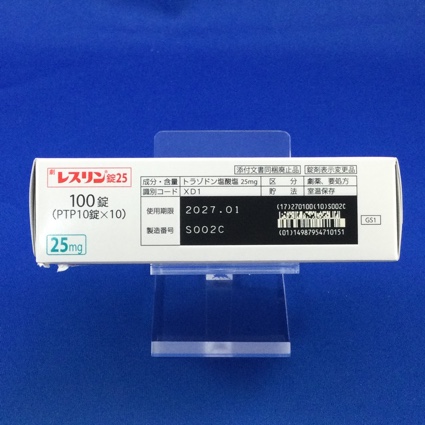 劇 レスリン®錠25
100錠
(PTP10錠×10)
25mg
添付文書同梱廃止品 錠剤表示変更品
成分・含量 トラゾドン塩酸塩 25mg 区分 劇薬、要処方
識別コード XD1 貯法 室温保存
使用期限 2027.01
製造番号 S002C
(17)270100(10)S002C
(01)14987954710151
GS1